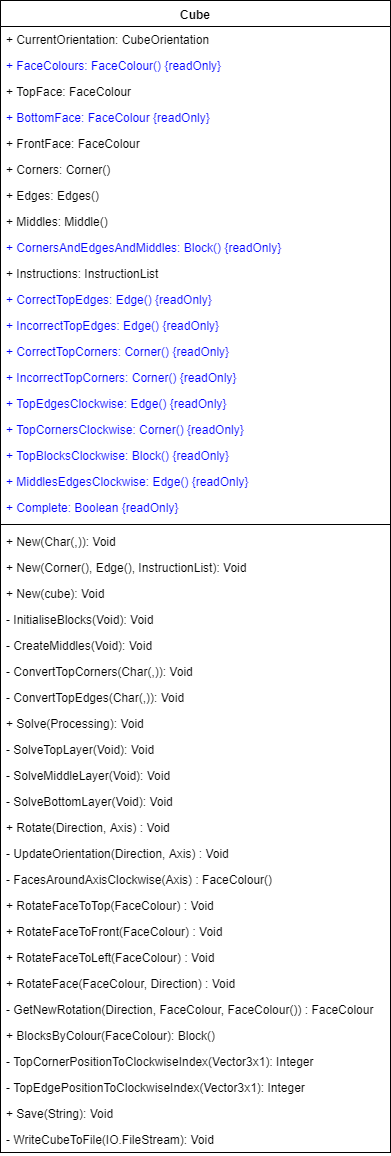 Cube
+ CurrentOrientation: CubeOrientation
+ FaceColours: FaceColour() {readOnly}
+ TopFace: FaceColour
+ BottomFace: FaceColour {readOnly}
+ FrontFace: FaceColour
+ Corners: Corner()
+ Edges: Edges()
+ Middles: Middle()
+ CornersAndEdgesAndMiddles: Block() {readOnly}
+ Instructions: InstructionList
+ CorrectTopEdges: Edge() {readOnly}
+ IncorrectTopEdges: Edge() {readOnly}
+ CorrectTopCorners: Corner() {readOnly}
+ IncorrectTopCorners: Corner() {readOnly}
+ TopEdgesClockwise: Edge() {readOnly}
+ TopCornersClockwise: Corner() {readOnly}
+ TopBlocksClockwise: Block() {readOnly}
+ MiddlesEdgesClockwise: Edge() {readOnly}
+ Complete: Boolean {readOnly}
+ New(Char(,)): Void
+ New(Corner(), Edge(), InstructionList): Void
+ New(cube): Void
- InitialiseBlocks(Void): Void
- CreateMiddles(Void): Void
- ConvertTopCorners(Char(,)): Void
- ConvertTopEdges(Char(,)): Void
+ Solve(Processing): Void
- SolveTopLayer(Void): Void
- SolveMiddleLayer(Void): Void
- SolveBottomLayer(Void): Void
+ Rotate(Direction, Axis) : Void
- UpdateOrientation(Direction, Axis) : Void
- FacesAroundAxisClockwise(Axis) : FaceColour()
+ RotateFaceToTop(FaceColour) : Void
+ RotateFaceToFront(FaceColour) : Void
+ RotateFaceToLeft(FaceColour) : Void
+ RotateFace(FaceColour, Direction) : Void
- GetNewRotation(Direction, FaceColour, FaceColour()) : FaceColour
+ BlocksByColour(FaceColour): Block()
- TopCornerPositionToClockwiseIndex(Vector3x1): Integer
- TopEdgePositionToClockwiseIndex(Vector3x1): Integer
+ Save(String): Void
- WriteCubeToFile(IO.FileStream): Void